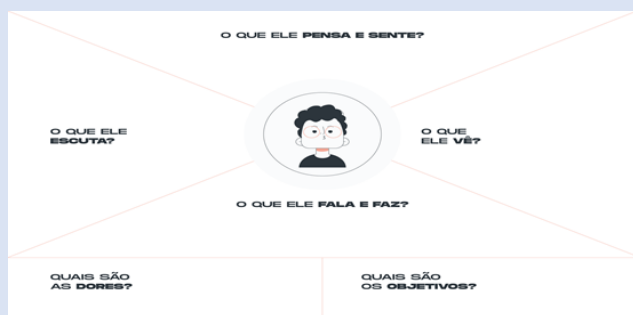 O QUE ELE PENSA E SENTE?
O QUE ELE
ESCUTA?
O QUE
ELE VÊ?
O QUE ELE FALA E FAZ?
QUAIS SÃO
AS DORES?
QUAIS SÃO
OS OBJETIVOS?